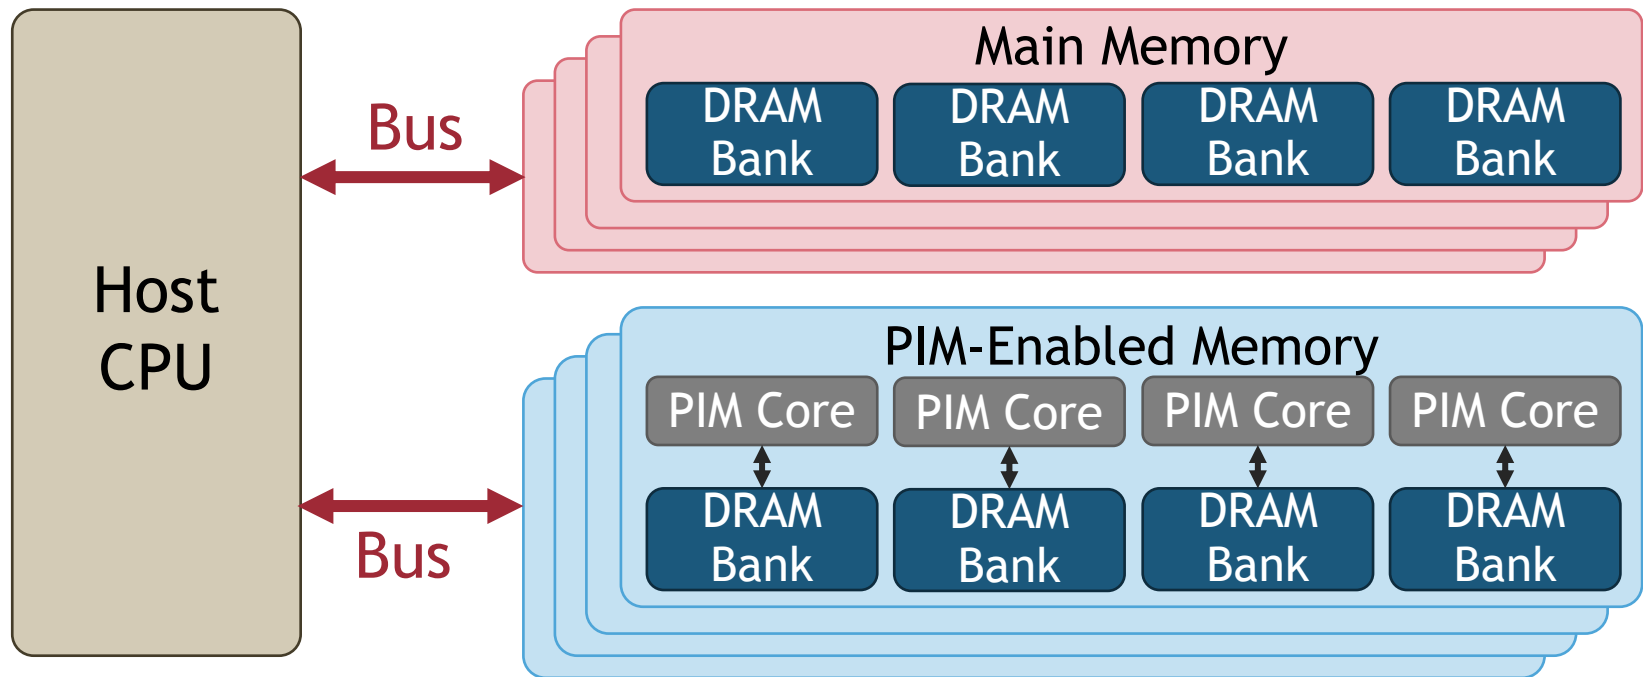 Host
CPU
Bus
Main Memory
DRAM
Bank
DRAM
Bank
DRAM
Bank
DRAM
Bank
Bus
PIM-Enabled Memory
PIM Core
PIM Core
PIM Core
PIM Core
DRAM
Bank
DRAM
Bank
DRAM
Bank
DRAM
Bank